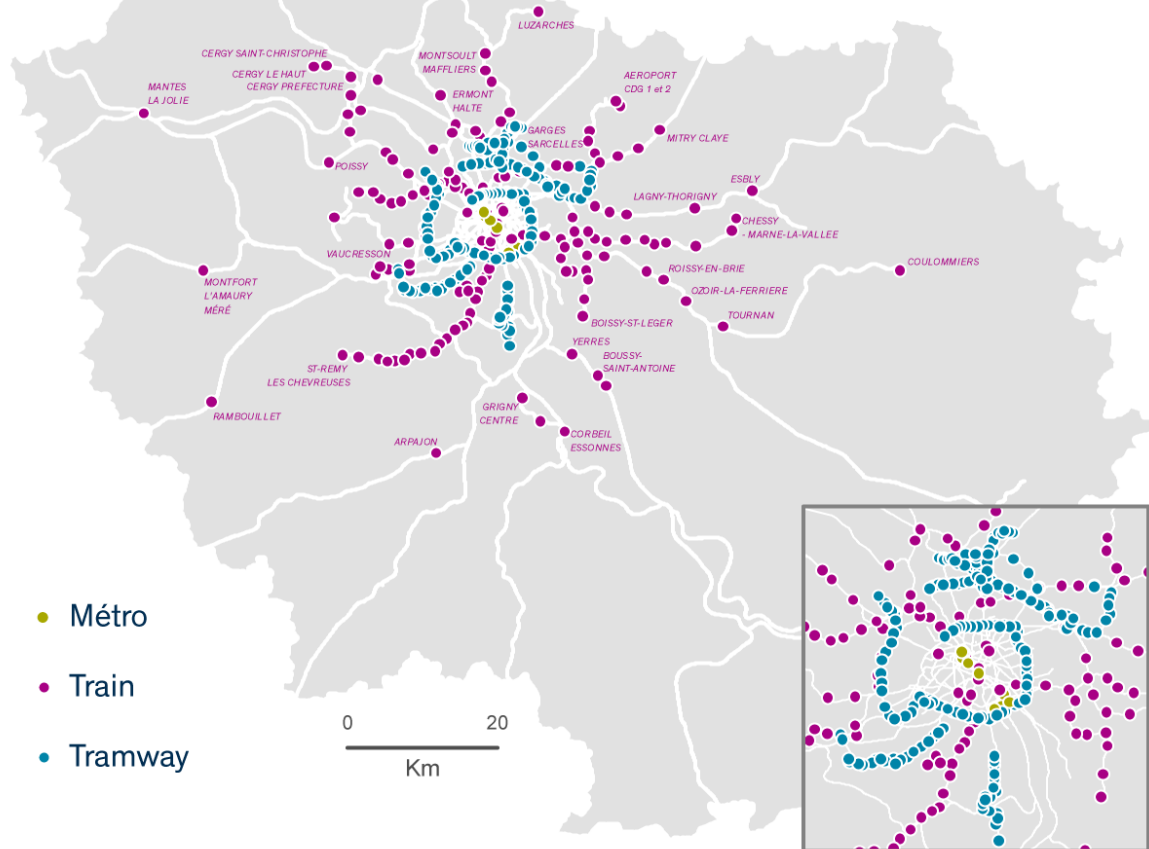 LUZARCHES
CERGY SAINT-CHRISTOPHE
MONTSOULT
MAFFLIERS
CERGY LE HAUT
CERGY PREFECTURE
AEROPORT
CDG 1 et 2
MANTES
LA JOLIE
ERMONT
HALTE
GARGES
SARCELLES
MITRY CLAYE
POISSY
ESBLY
LAGNY-THORIGNY
CHESSY
- MARNE-LA-VALLEE
VAUCRESSON
COULOMMIERS
ROISSY-EN-BRIE
MONTFORT
L'AMAURY
MÉRÉ
OZOIR-LA-FERRIERE
TOURNAN
BOISSY-ST-LEGER
YERRES
BOUSSY-
SAINT-ANTOINE
ST-REMY
LES CHEVREUSES
RAMBOUILLET
GRIGNY
CENTRE
ARPAJON
CORBEIL
ESSONNES
Métro
Train
Tramway
0 20
Km